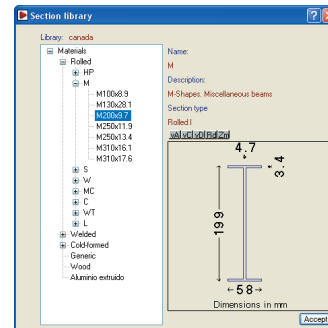 Section library
Library: canada
Materials
Rolled
HP
M
M100x8.9
M130x28.1
M200x9.7
M250x11.9
M250x13.4
M310x16.1
M310x17.6
S
W
MC
C
WT
L
Welded
Cold-formed
Generic
Wood
Aluminio extruido
Name:
M
Description:
M-Shapes. Miscellaneous beams
Section type
Rolled I
4.7
3.4
199
58
Dimensions in mm
Accept